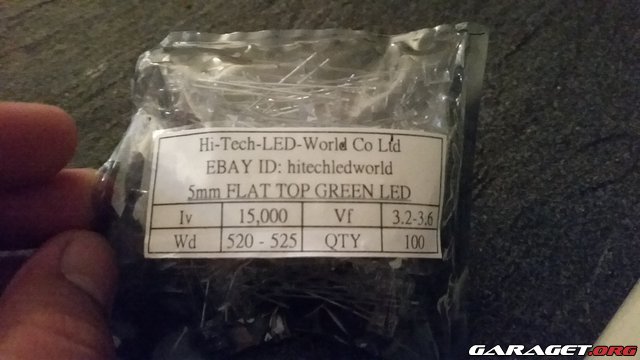 Hi-Tech-LED-World Co Ltd
EBAY ID: hitechledworld
5mm FLAT TOP GREEN LED
Iv 15,000 Vf 3.2-3.6
Wd 520 - 525 QTY 100
GARAGET.ORG